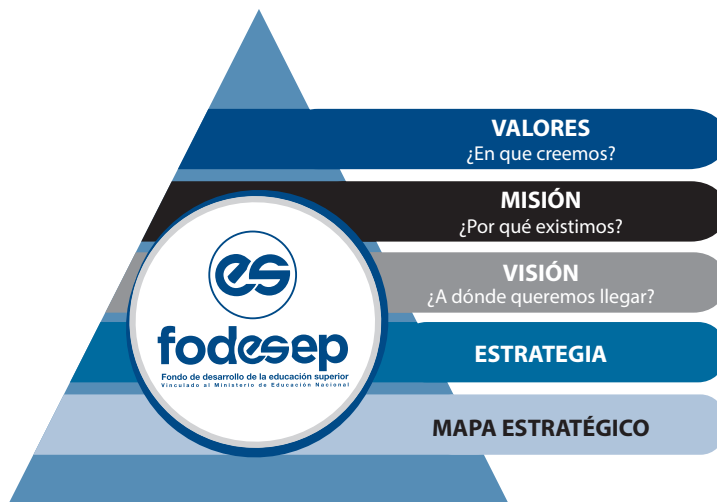 VALORES
¿En que creemos?
MISIÓN
¿Por qué existimos?
VISIÓN
¿A dónde queremos llegar?
es
fodesep
Fondo de desarrollo de la educación superior
Vinculado al Ministerio de Educación Nacional
ESTRATEGIA
MAPA ESTRATÉGICO